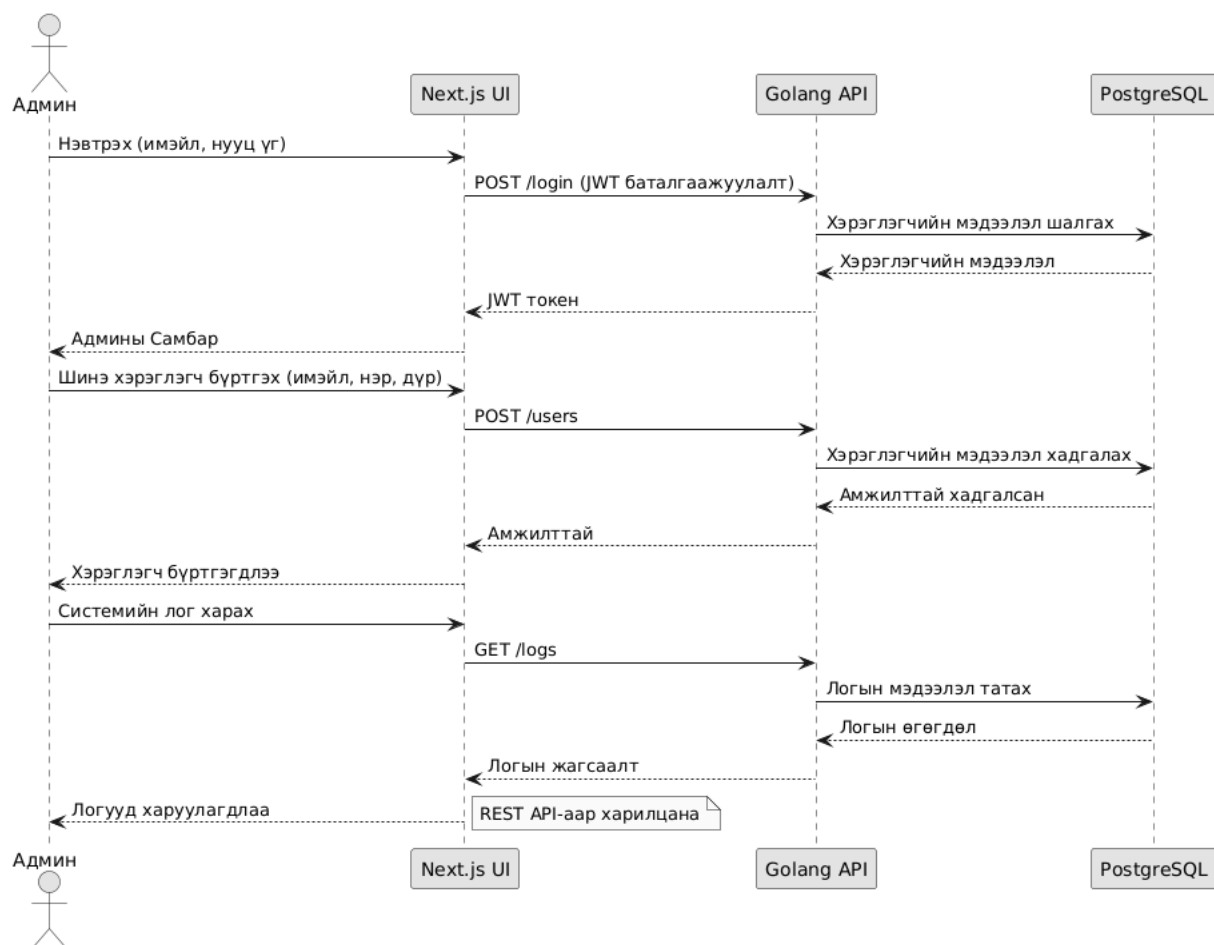 Админ
Next.js UI
Golang API
PostgreSQL
Нэвтрэх (имэйл, нууц үг)
POST /login (JWT баталгаажуулалт)
Хэрэглэгчийн мэдээлэл шалгах
Хэрэглэгчийн мэдээлэл
JWT токен
Админы Самбар
Шинэ хэрэглэгч бүртгэх (имэйл, нэр, дүр)
POST /users
Хэрэглэгчийн мэдээлэл хадгалах
Амжилттай хадгалсан
Амжилттай
Хэрэглэгч бүртгэгдлээ
Системийн лог харах
GET /logs
Логын мэдээлэл татах
Логын өгөгдөл
Логын жагсаалт
Логууд харуулагдлаа
REST API-аар харилцана
Админ
Next.js UI
Golang API
PostgreSQL